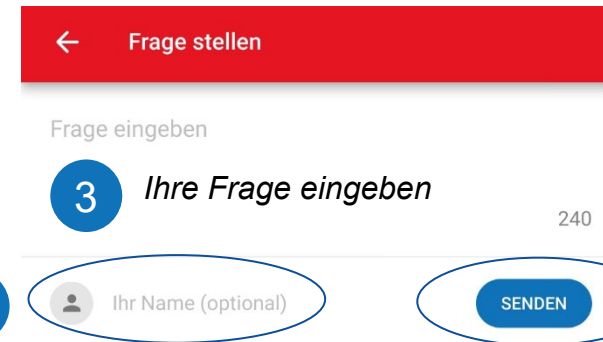 Frage stellen
Frage eingeben
3 Ihre Frage eingeben
240
Ihr Name (optional)
SENDEN